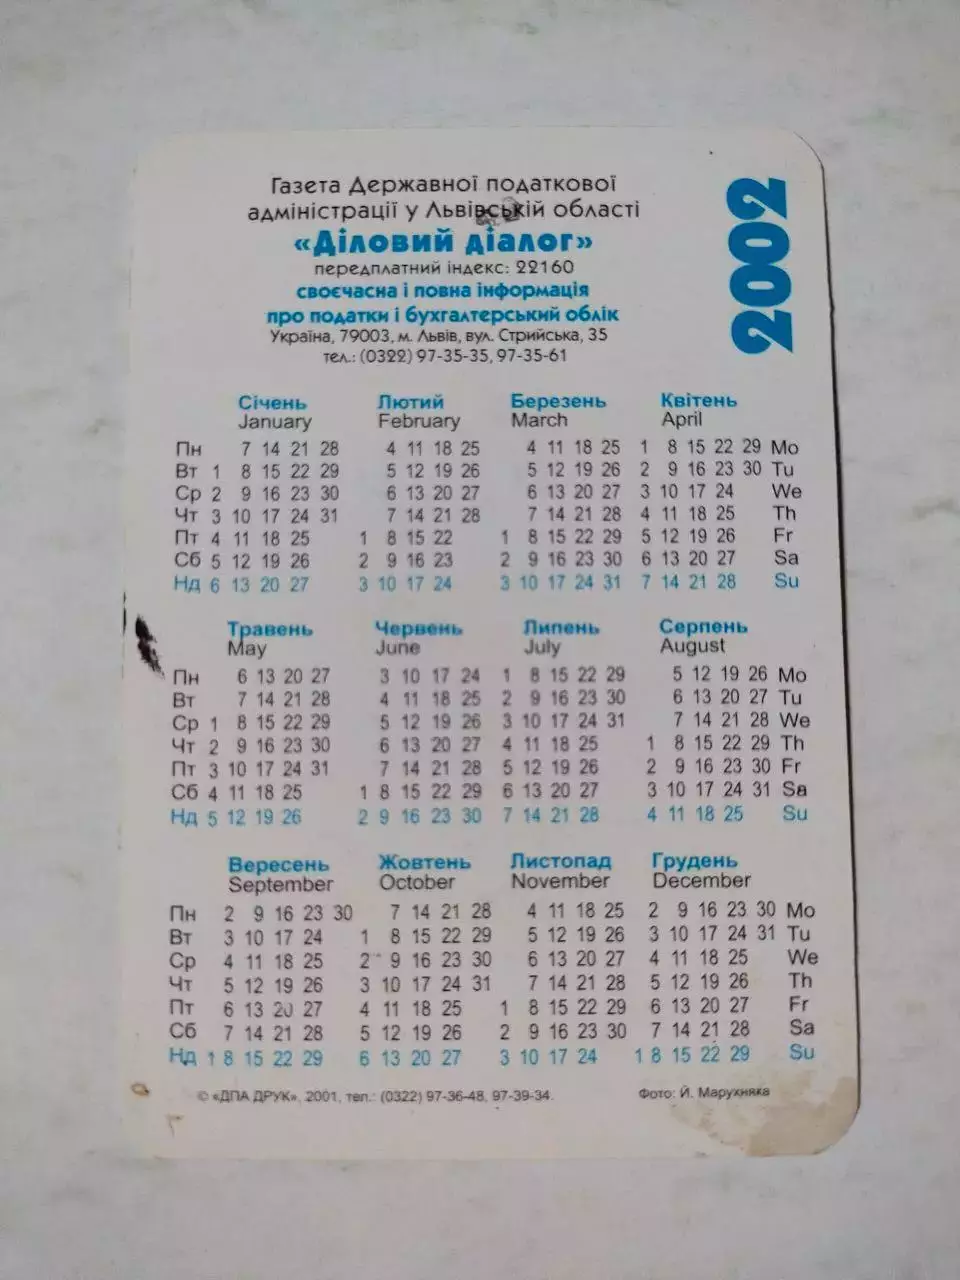 Газета Державної податкової
адміністрації у Львівській області
«Діловий діалог»
передплатний індекс: 22160
своєчасна і повна інформація
про податки і бухгалтерський облік
Україна, 79003, м. Львів, вул. Стрийська, 35
тел.: (0322) 97-35-35, 97-35-61
2002
Січень Лютий Березень Квітень
January February March April
Пн 7 14 21 28 4 11 18 25 4 11 18 25 1 8 15 22 29 Mo
Вт 1 8 15 22 29 5 12 19 26 5 12 19 26 2 9 16 23 30 Tu
Ср 2 9 16 23 30 6 13 20 27 6 13 20 27 3 10 17 24 We
Чт 3 10 17 24 31 7 14 21 28 7 14 21 28 4 11 18 25 Th
Пт 4 11 18 25 1 8 15 22 1 8 15 22 29 5 12 19 26 Fr
Сб 5 12 19 26 2 9 16 23 2 9 16 23 30 6 13 20 27 Sa
Нд 6 13 20 27 3 10 17 24 3 10 17 24 31 7 14 21 28 Su
Травень Червень Липень Серпень
May June July August
Пн 6 13 20 27 3 10 17 24 1 8 15 22 29 5 12 19 26 Mo
Вт 7 14 21 28 4 11 18 25 2 9 16 23 30 6 13 20 27 Tu
Ср 1 8 15 22 29 5 12 19 26 3 10 17 24 31 7 14 21 28 We
Чт 2 9 16 23 30 6 13 20 27 4 11 18 25 1 8 15 22 29 Th
Пт 3 10 17 24 31 7 14 21 28 5 12 19 26 2 9 16 23 30 Fr
Сб 4 11 18 25 1 8 15 22 29 6 13 20 27 3 10 17 24 31 Sa
Нд 5 12 19 26 2 9 16 23 30 7 14 21 28 4 11 18 25 Su
Вересень Жовтень Листопад Грудень
September October November December
Пн 2 9 16 23 30 7 14 21 28 4 11 18 25 2 9 16 23 30 Mo
Вт 3 10 17 24 1 8 15 22 29 5 12 19 26 3 10 17 24 31 Tu
Ср 4 11 18 25 2 9 16 23 30 6 13 20 27 4 11 18 25 We
Чт 5 12 19 26 3 10 17 24 31 7 14 21 28 5 12 19 26 Th
Пт 6 13 20 27 4 11 18 25 1 8 15 22 29 6 13 20 27 Fr
Сб 7 14 21 28 5 12 19 26 2 9 16 23 30 7 14 21 28 Sa
Нд 1 8 15 22 29 6 13 20 27 3 10 17 24 1 8 15 22 29 Su
© «ДПА ДРУК», 2001, тел.: (0322) 97-36-48, 97-39-34. Фото: Й. Марухняка